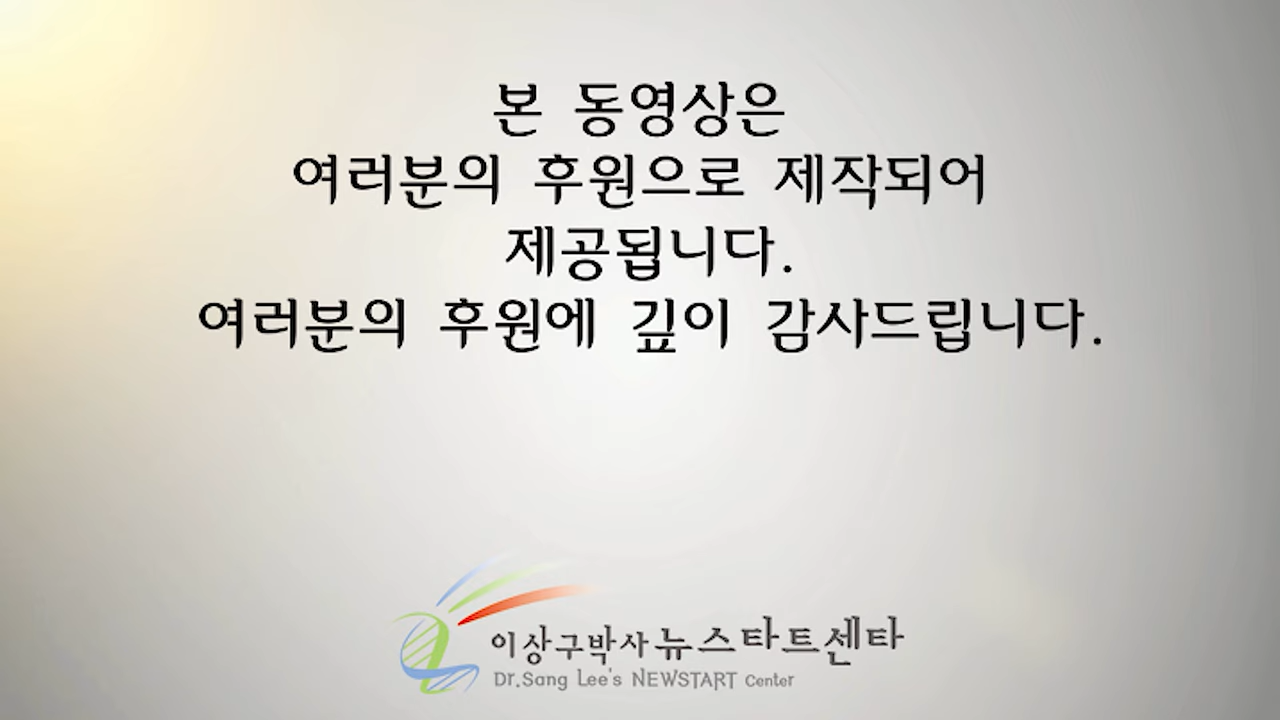 본 동영상은
여러분의 후원으로 제작되어
제공됩니다.
여러분의 후원에 깊이 감사드립니다.
이상구박사 뉴스타트센타
Dr.Sang Lee's NEWSTART Center